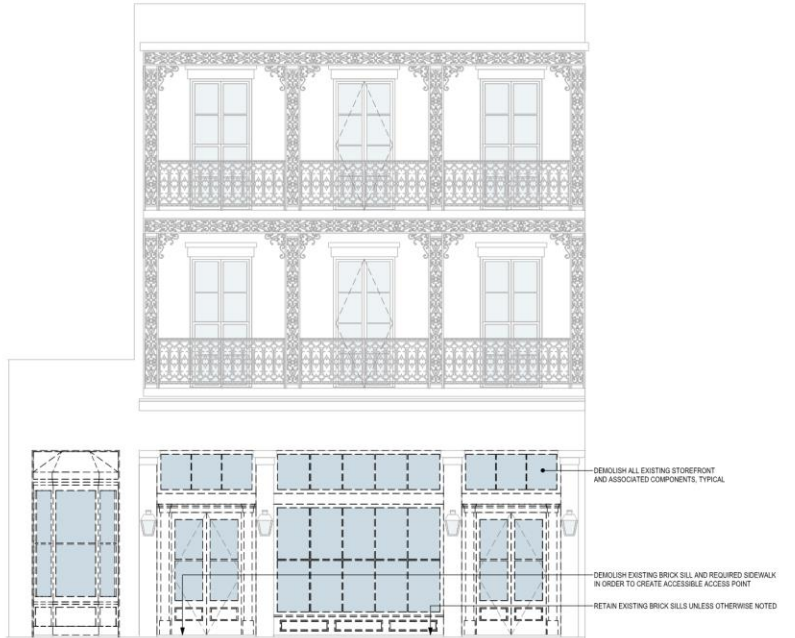 DEMOLISH ALL EXISTING STOREFRONT
AND ASSOCIATED COMPONENTS, TYPICAL
DEMOLISH EXISTING BRICK SILL AND REQUIRED SIDEWALK
IN ORDER TO CREATE ACCESSIBLE ACCESS POINT
RETAIN EXISTING BRICK SILLS UNLESS OTHERWISE NOTED